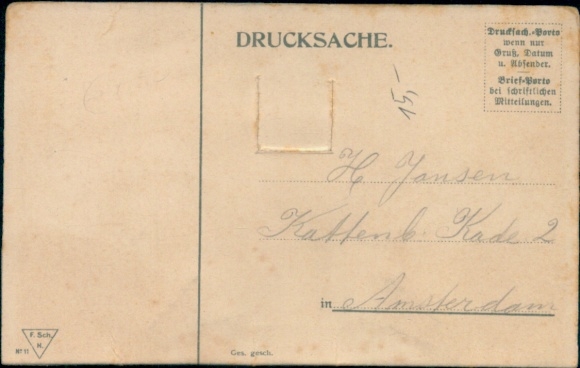 DRUCKSACHE.
Drucksach.-Porto
wenn nur
Gruß, Datum
u. Absender.
Brief-Porto
bei schriftlichen
Mitteilungen.
15,-
H Jansen
Kattenb. Kade 2
in Amsterdam
F. Sch.
H.
Nº 11
Ges. gesch.